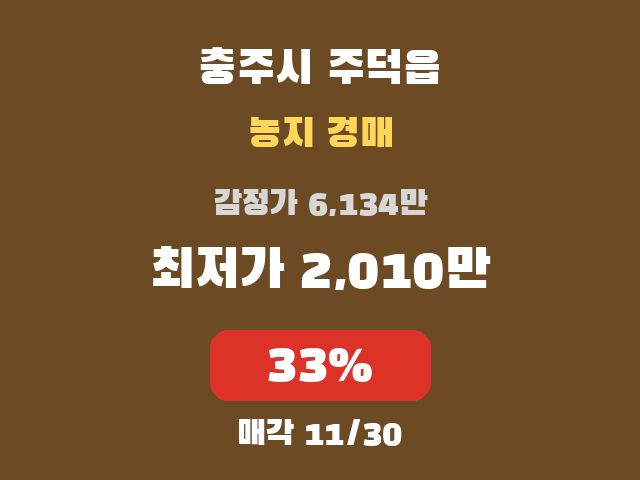 충주시 주덕읍
농지 경매
감정가 6,134만
최저가 2,010만
33%
매각 11/30